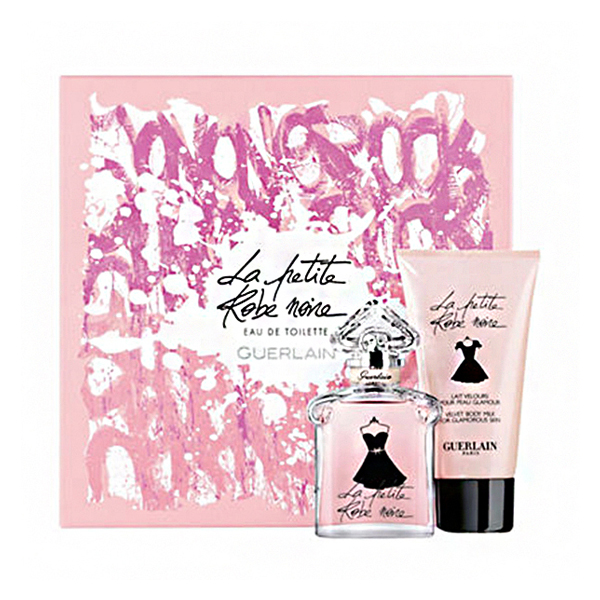 La petite
Robe noire
EAU DE TOILETTE
GUERLAIN
Guerlain
La petite
Robe noire
La petite
Robe noire
LAIT VELOURS
POUR PEAU GLAMOUR
VELVET BODY MILK
FOR GLAMOROUS SKIN
GUERLAIN
PARIS